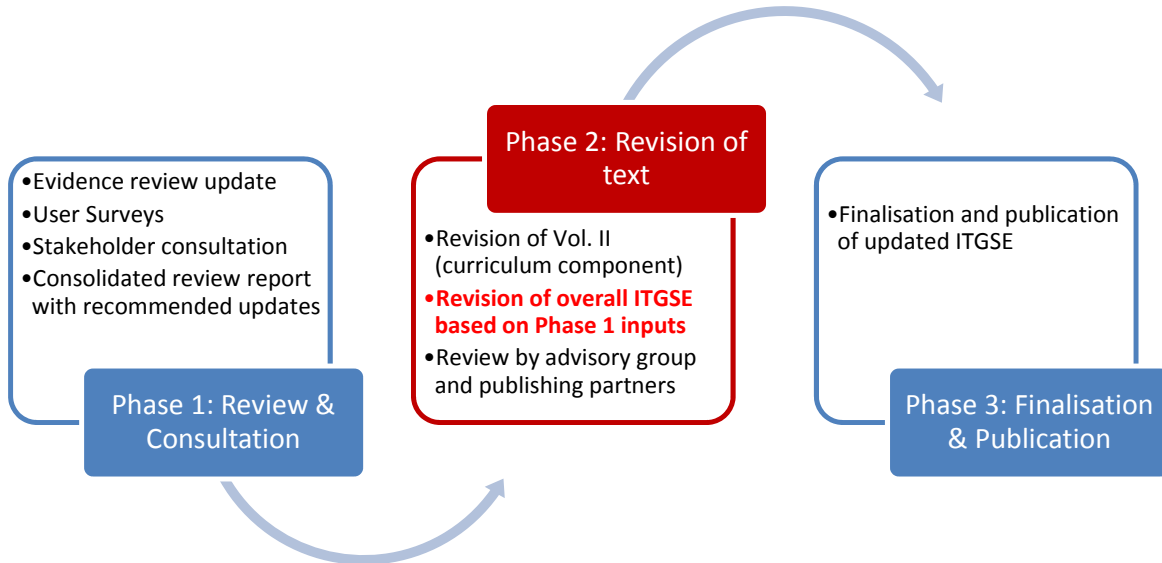 •Evidence review update
•User Surveys
•Stakeholder consultation
•Consolidated review report
with recommended updates
Phase 1: Review &
Consultation
Phase 2: Revision of
text
•Revision of Vol. II
(curriculum component)
•Revision of overall ITGSE
based on Phase 1 inputs
•Review by advisory group
and publishing partners
•Finalisation and publication
of updated ITGSE
Phase 3: Finalisation
& Publication